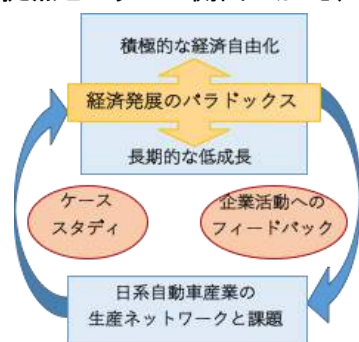 積極的な経済自由化
経済発展のパラドックス
長期的な低成長
ケース
スタディ
企業活動への
フィードバック
日系自動車産業の
生産ネットワークと課題